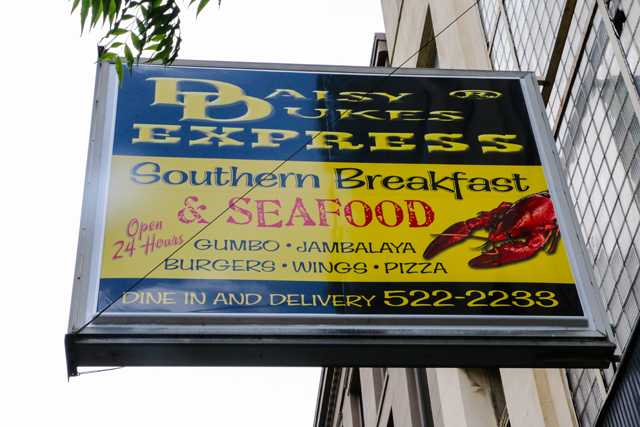 DAISY ®
DUKES
EXPRESS
Southern Breakfast
& SEAFOOD
Open
24 Hours
GUMBO • JAMBALAYA
BURGERS • WINGS • PIZZA
DINE IN AND DELIVERY 522-2233